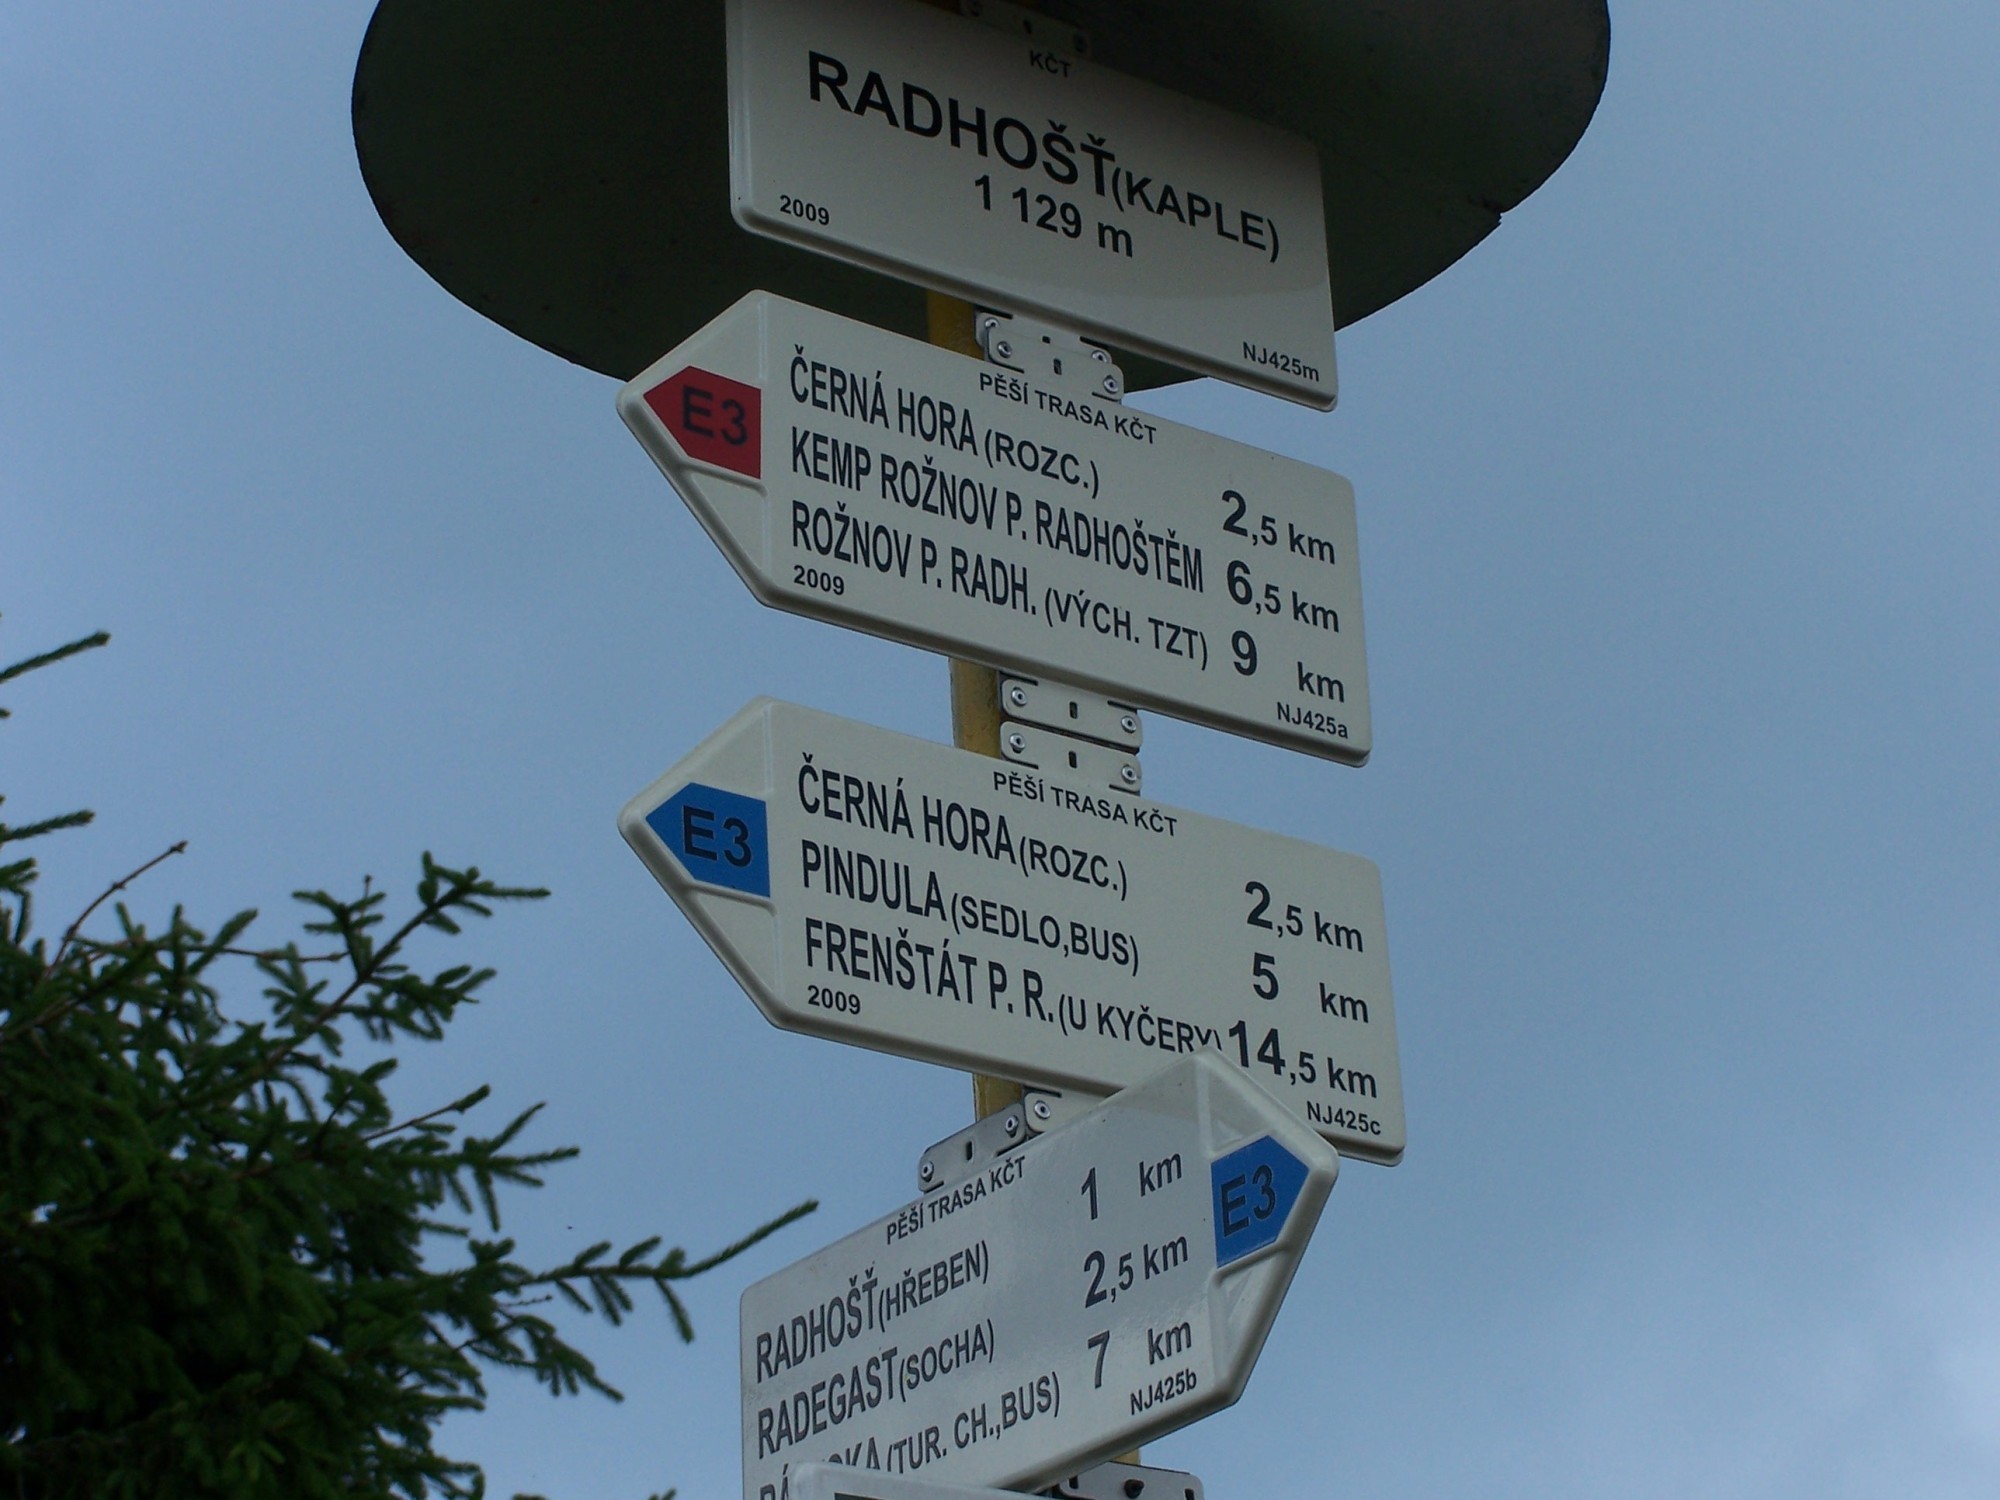 KČT
RADHOŠŤ(KAPLE)
1 129 m
2009
NJ425m
PĚŠÍ TRASA KČT
E3
ČERNÁ HORA (ROZC.) 2,5 km
KEMP ROŽNOV P. RADHOŠTĚM 6,5 km
ROŽNOV P. RADH. (VÝCH. TZT) 9 km
2009
NJ425a
PĚŠÍ TRASA KČT
E3
ČERNÁ HORA (ROZC.) 2,5 km
PINDULA (SEDLO,BUS) 5 km
FRENŠTÁT P. R. (U KYČERY) 14,5 km
2009
NJ425c
PĚŠÍ TRASA KČT
E3
RADHOŠŤ(HŘEBEN) 1 km
RADEGAST(SOCHA) 2,5 km
(TUR. CH.,BUS) 7 km
NJ425b